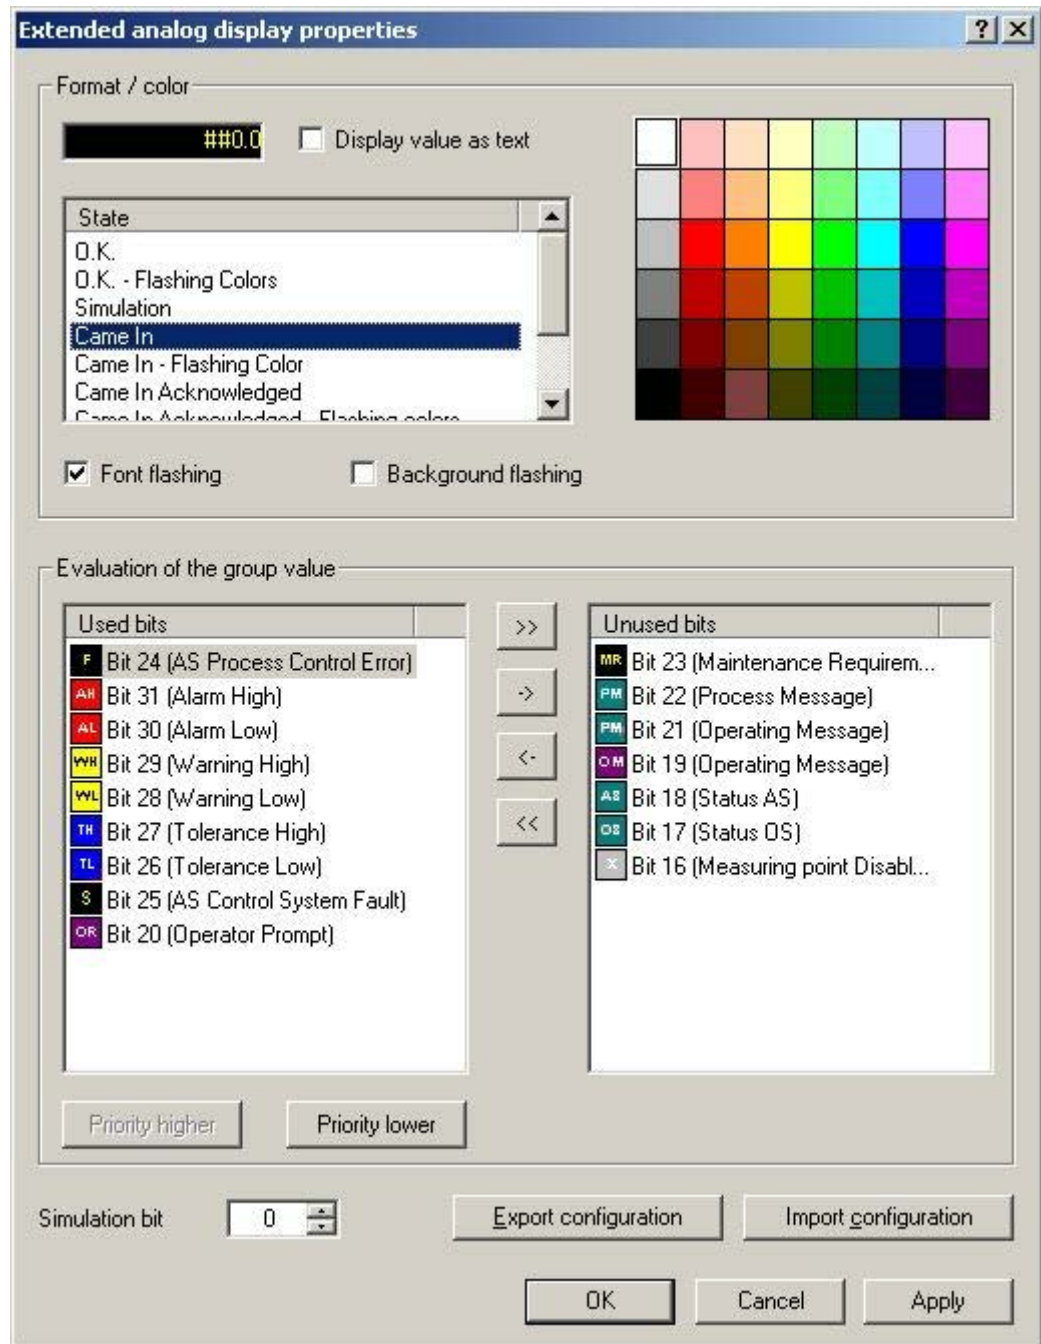 Extended analog display properties
Format / color
##0.0
Display value as text
State
O.K.
O.K. - Flashing Colors
Simulation
Came In
Came In - Flashing Color
Came In Acknowledged
Came In Acknowledged - Flashing colors
Font flashing
Background flashing
Evaluation of the group value
Used bits
F Bit 24 (AS Process Control Error)
AH Bit 31 (Alarm High)
AL Bit 30 (Alarm Low)
WH Bit 29 (Warning High)
WL Bit 28 (Warning Low)
TH Bit 27 (Tolerance High)
TL Bit 26 (Tolerance Low)
S Bit 25 (AS Control System Fault)
OR Bit 20 (Operator Prompt)
>>
->
<-
<<
Unused bits
MR Bit 23 (Maintenance Requirem...
PM Bit 22 (Process Message)
PM Bit 21 (Operating Message)
OM Bit 19 (Operating Message)
AS Bit 18 (Status AS)
OS Bit 17 (Status OS)
X Bit 16 (Measuring point Disabl...
Priority higher
Priority lower
Simulation bit
0
Export configuration
Import configuration
OK
Cancel
Apply